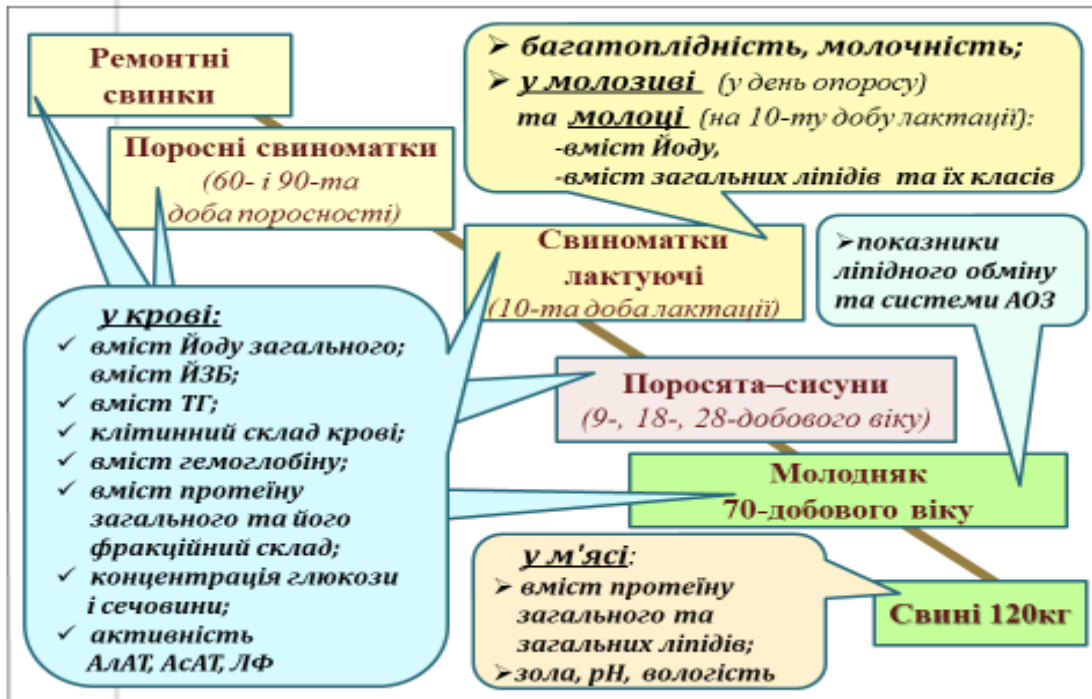 Ремонтні
свинки
Поросні свиноматки
(60- і 90-та
доба поросності)
➢ багатоплідність, молочність;
➢ у молозиві (у день опоросу)
та молоці (на 10-ту добу лактації):
-вміст Йоду,
-вміст загальних ліпідів та їх класів
Свиноматки
лактуючі
(10-та доба лактації)
➢показники
ліпідного обміну
та системи АОЗ
у крові:
✓ вміст Йоду загального;
вміст ЙЗБ;
✓ вміст ТГ;
✓ клітинний склад крові;
✓ вміст гемоглобіну;
✓ вміст протеїну
загального та його
фракційний склад;
✓ концентрація глюкози
і сечовини;
✓ активність
АлАТ, АсАТ, ЛФ
Поросята–сисуни
(9-, 18-, 28-добового віку)
Молодняк
70-добового віку
у м'ясі:
➢ вміст протеїну
загального та
загальних ліпідів;
➢зола, рН, вологість
Свині 120кг